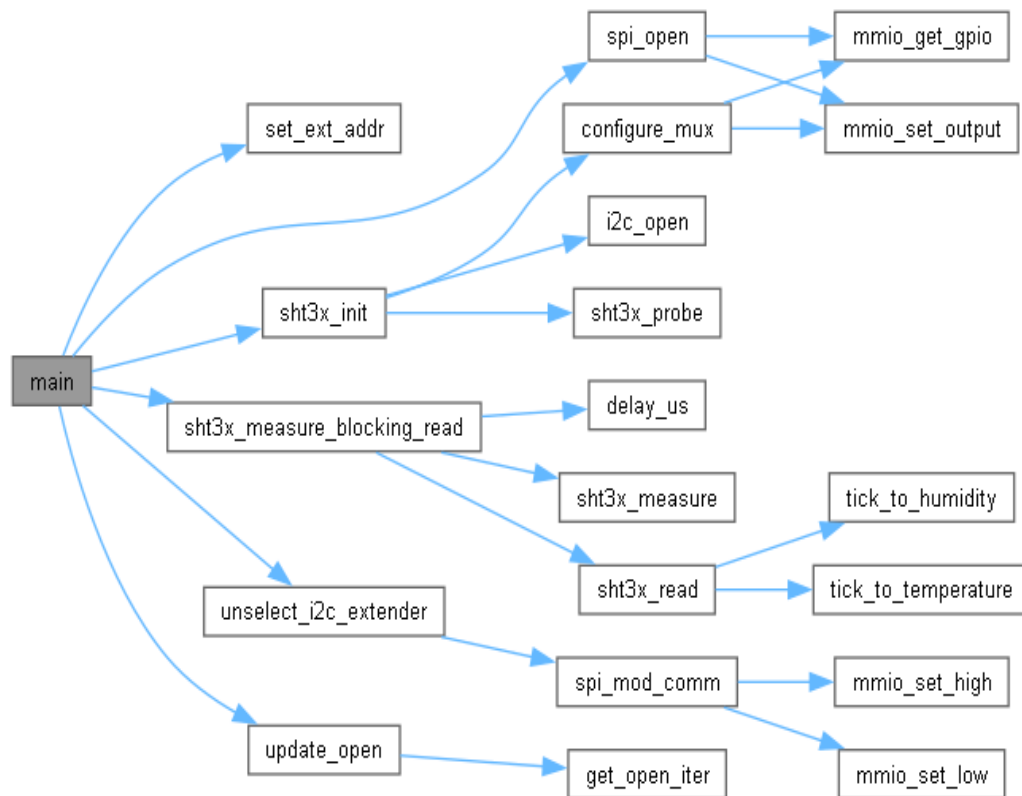 spi_open
mmio_get_gpio
set_ext_addr
configure_mux
mmio_set_output
i2c_open
sht3x_init
sht3x_probe
main
delay_us
sht3x_measure_blocking_read
sht3x_measure
tick_to_humidity
sht3x_read
tick_to_temperature
unselect_i2c_extender
spi_mod_comm
mmio_set_high
update_open
get_open_iter
mmio_set_low